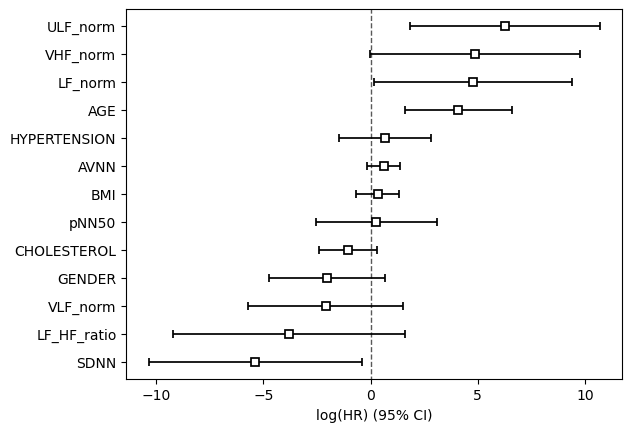 ULF_norm
VHF_norm
LF_norm
AGE
HYPERTENSION
AVNN
BMI
pNN50
CHOLESTEROL
GENDER
VLF_norm
LF_HF_ratio
SDNN
−10 −5 0 5 10
log(HR) (95% CI)